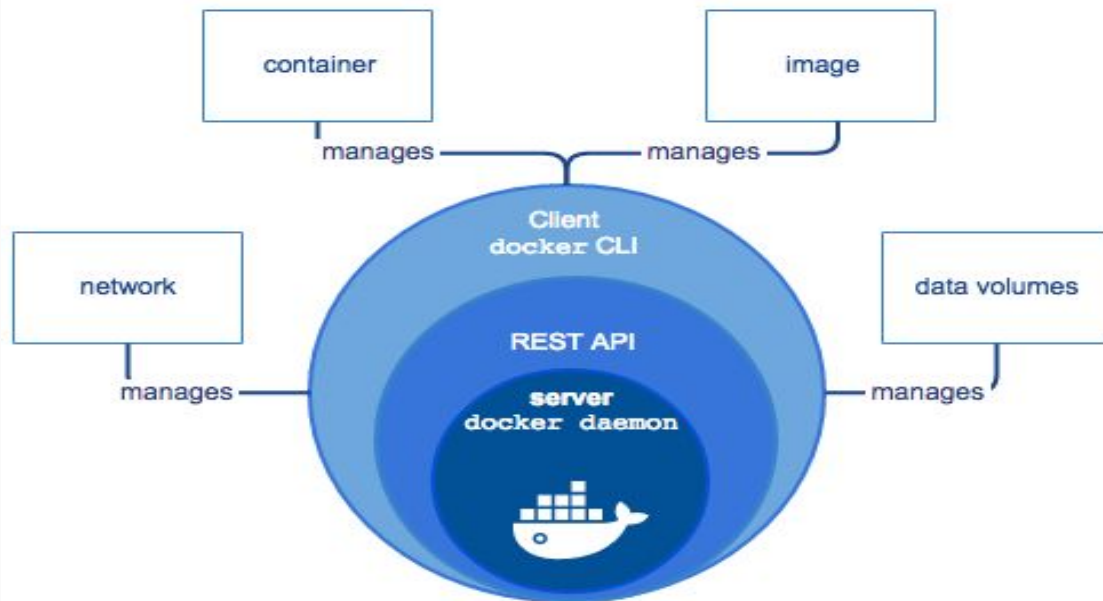 container
image
manages
manages
Client
docker CLI
network
data volumes
REST API
manages
manages
server
docker daemon